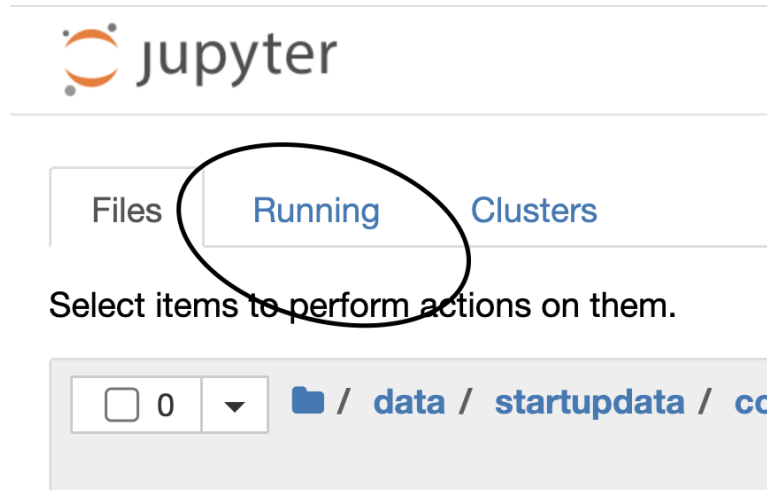 jupyter
Files Running Clusters
Select items to perform actions on them.
0 / data / startupdata /